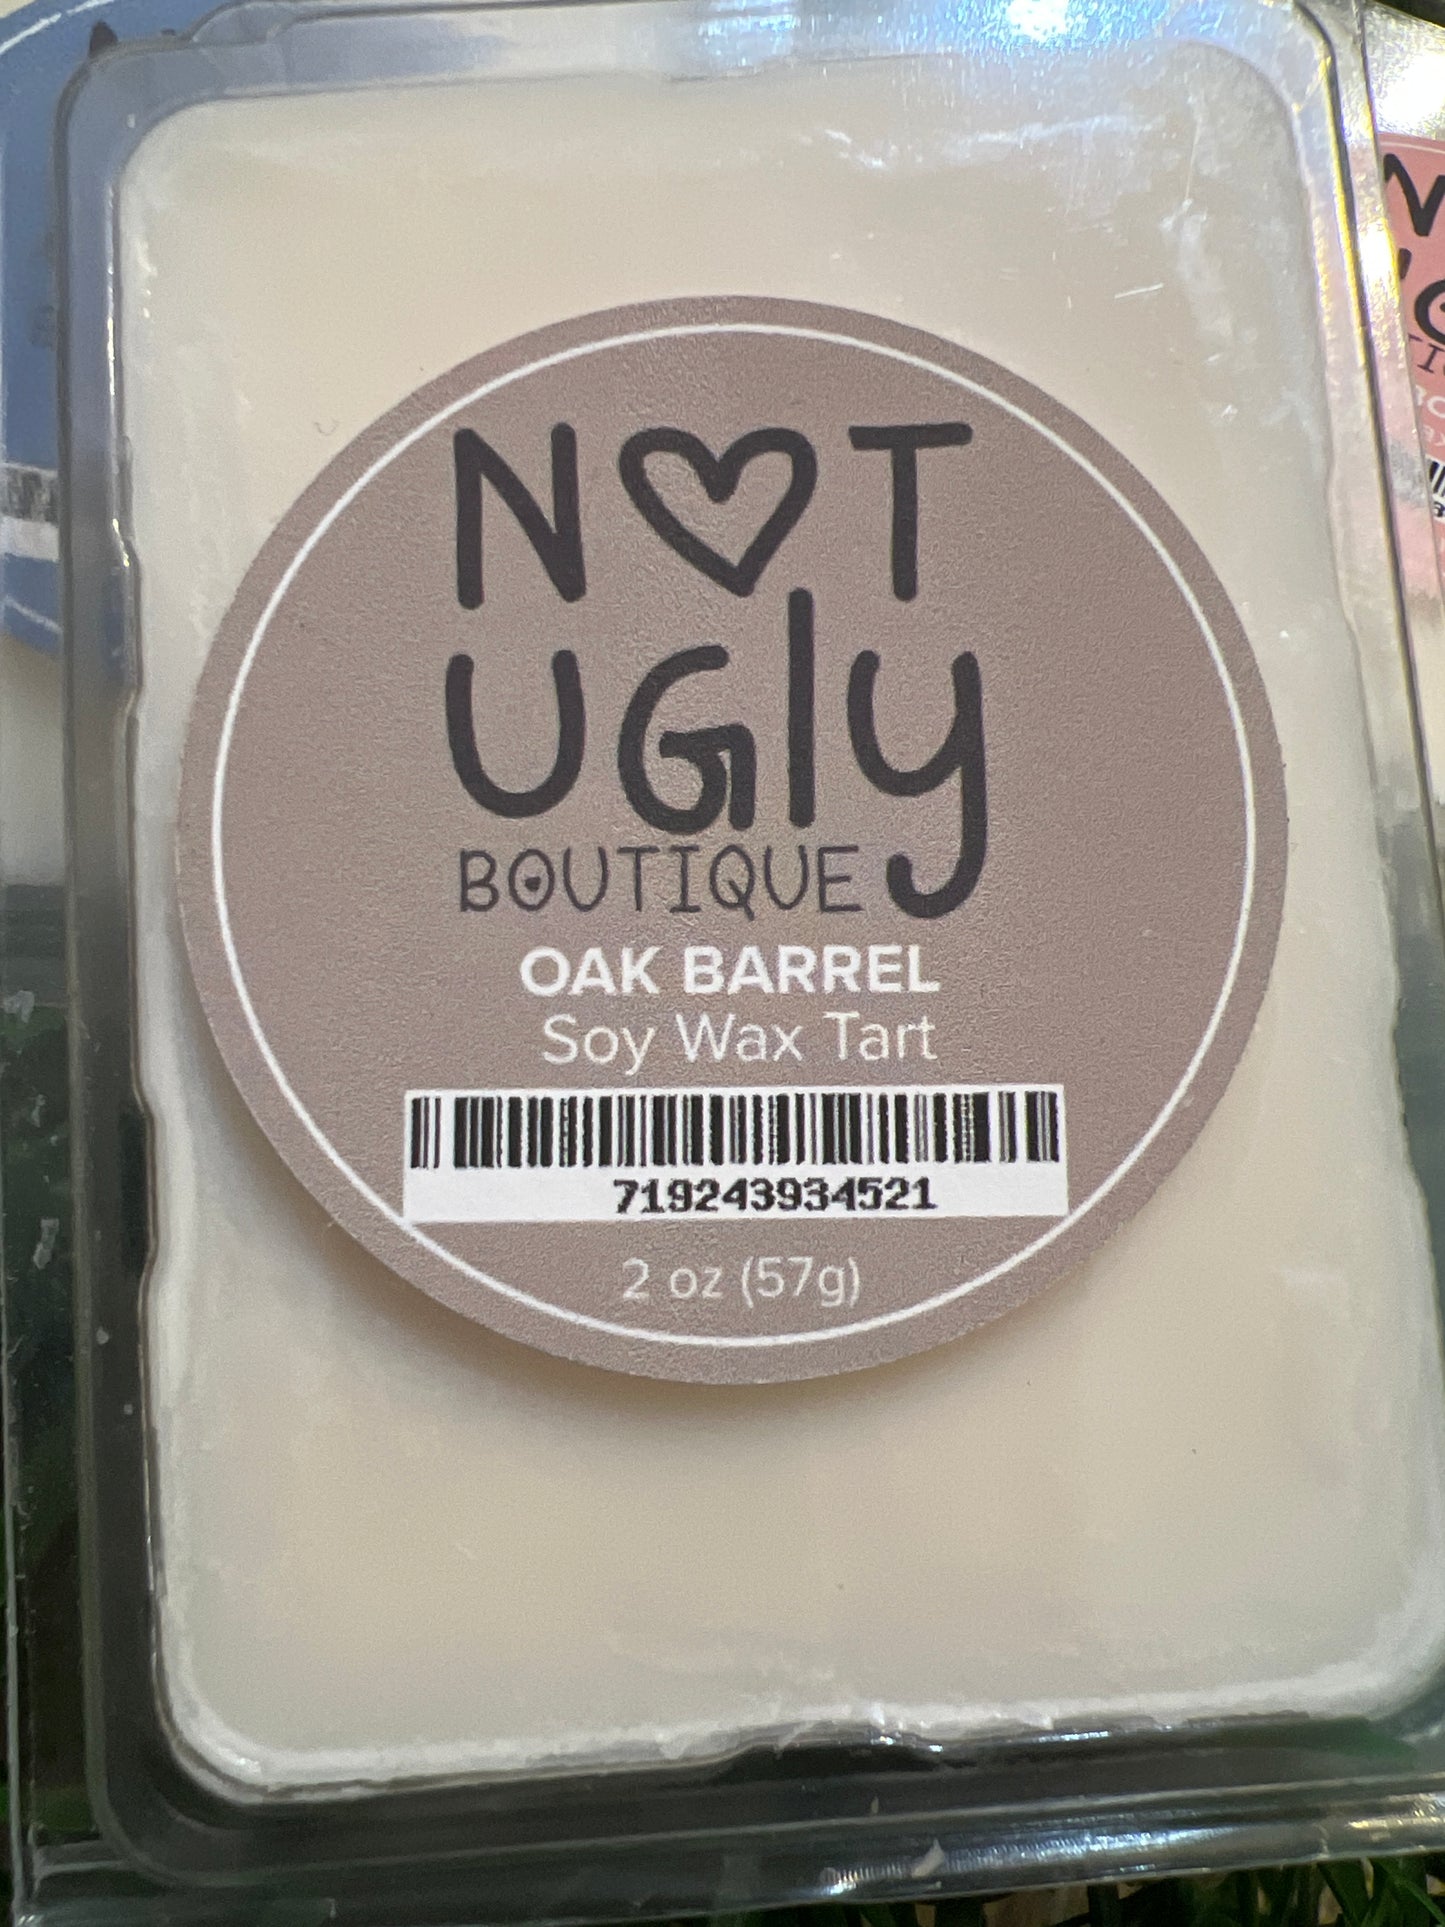 NOT
UGly
BOUTIQUE
OAK BARREL
Soy Wax Tart
719243934521
2 oz (57g)